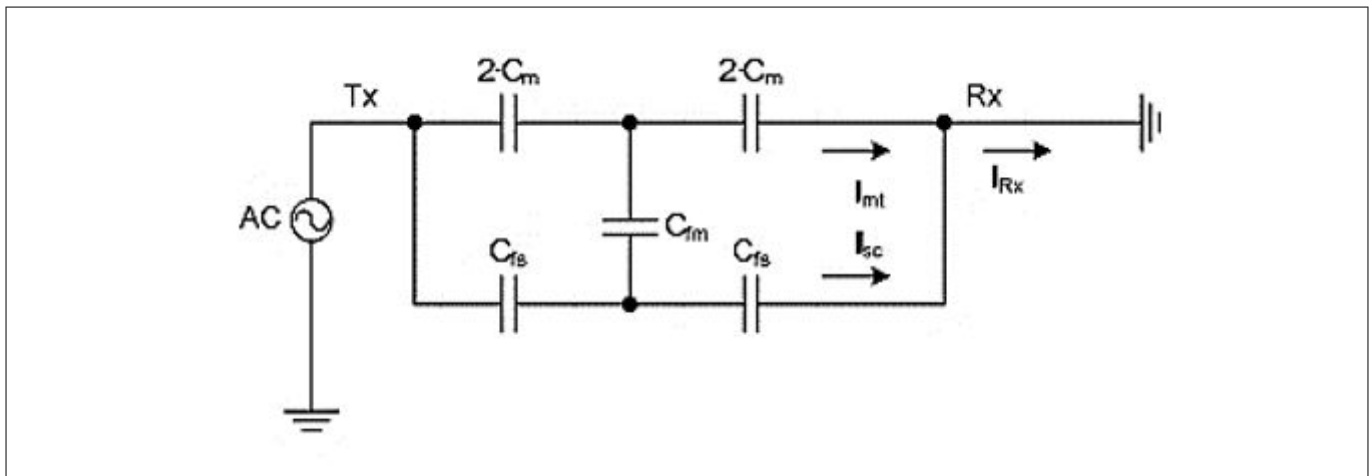 2·Cm
2·Cm
Tx
Rx
IRx
Imt
AC
Cfm
Isc
Cfs
Cfs